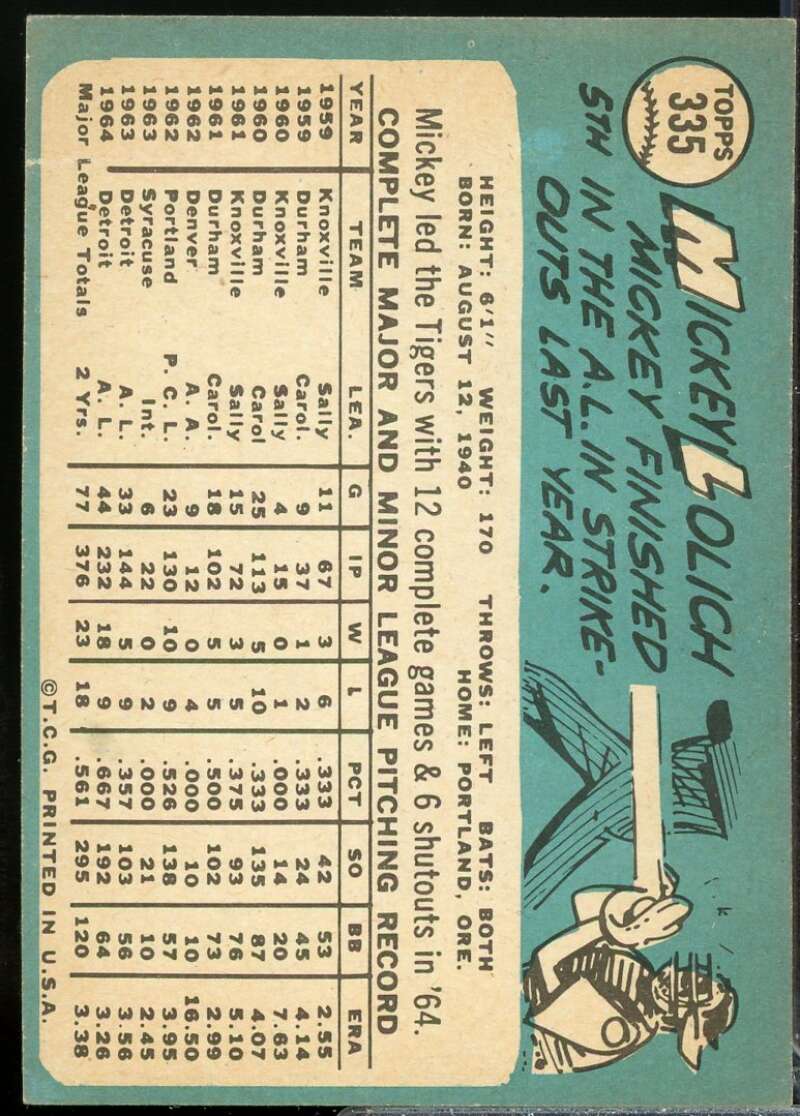 TOPPS
335
MICKEY LOLICH
MICKEY FINISHED
5TH IN THE A.L. IN STRIKE-
OUTS LAST YEAR.
HEIGHT: 6'1" WEIGHT: 170 THROWS: LEFT BATS: BOTH
BORN: AUGUST 12, 1940 HOME: PORTLAND, ORE.
Mickey led the Tigers with 12 complete games & 6 shutouts in '64.
COMPLETE MAJOR AND MINOR LEAGUE PITCHING RECORD
YEAR TEAM LEA. G IP W L PCT SO BB ERA
1959 Knoxville Sally 11 67 3 6 .333 42 53 2.55
1959 Durham Carol. 9 37 1 2 .333 24 45 4.14
1960 Knoxville Sally 4 15 0 1 .000 14 20 7.63
1960 Durham Carol 25 113 5 10 .333 135 87 4.07
1961 Knoxville Sally 15 72 3 5 .375 93 76 5.10
1961 Durham Carol. 18 102 5 5 .500 102 73 2.99
1962 Denver A. A. 9 12 0 4 .000 10 10 16.50
1962 Portland P. C. L. 23 130 10 9 .526 138 57 3.95
1963 Syracuse Int. 6 22 0 2 .000 21 10 2.45
1963 Detroit A. L. 33 144 5 9 .357 103 56 3.56
1964 Detroit A. L. 44 232 18 9 .667 192 64 3.26
Major League Totals 2 Yrs. 77 376 23 18 .561 295 120 3.38
©T.C.G. PRINTED IN U.S.A.